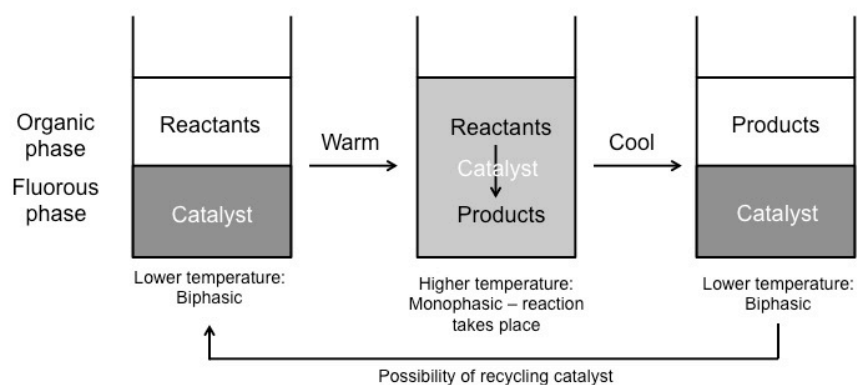 Organic
phase
Fluorous
phase
Reactants
Catalyst
Lower temperature:
Biphasic
Warm
Reactants
Catalyst
Products
Higher temperature:
Monophasic – reaction
takes place
Cool
Products
Catalyst
Lower temperature:
Biphasic
Possibility of recycling catalyst